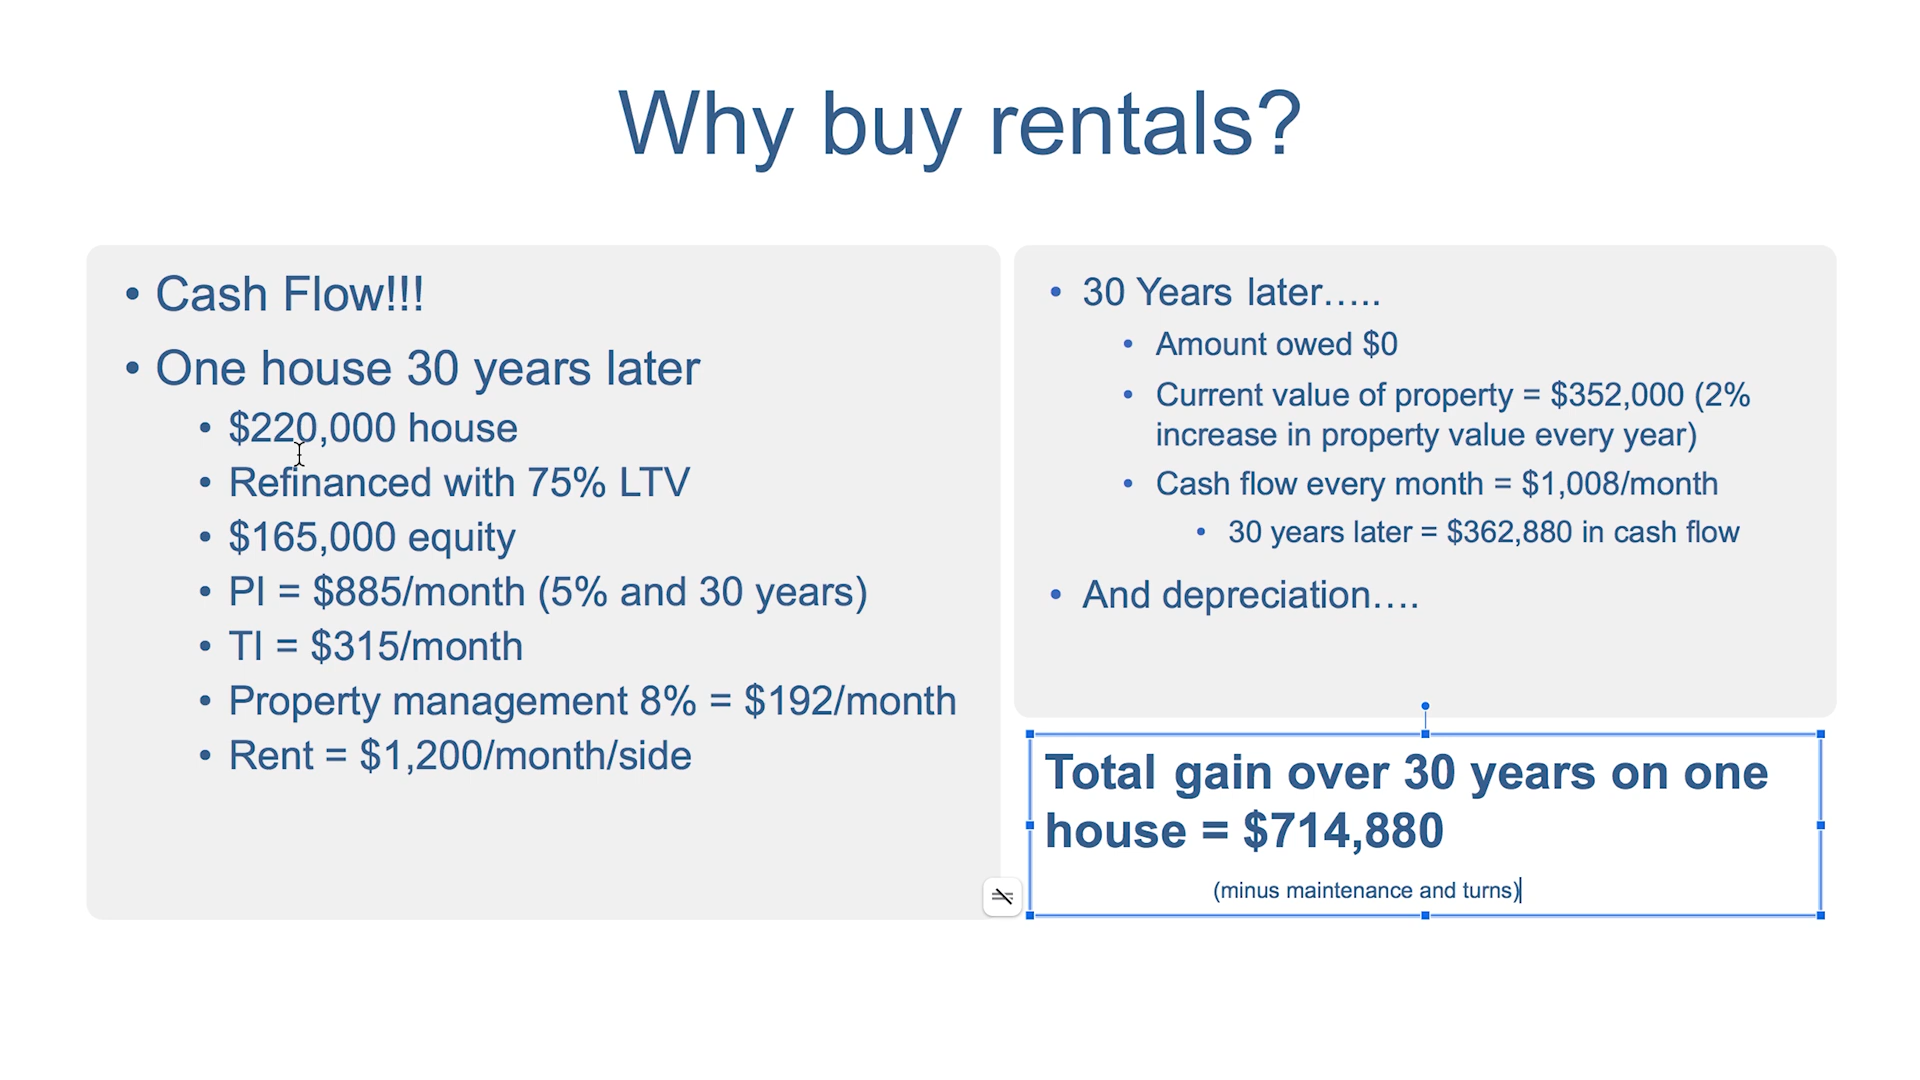 Why buy rentals?
• Cash Flow!!!
• One house 30 years later
• $220,000 house
• Refinanced with 75% LTV
• $165,000 equity
• PI = $885/month (5% and 30 years)
• TI = $315/month
• Property management 8% = $192/month
• Rent = $1,200/month/side
• 30 Years later.....
• Amount owed $0
• Current value of property = $352,000 (2%
increase in property value every year)
• Cash flow every month = $1,008/month
• 30 years later = $362,880 in cash flow
• And depreciation....
Total gain over 30 years on one
house = $714,880
(minus maintenance and turns)